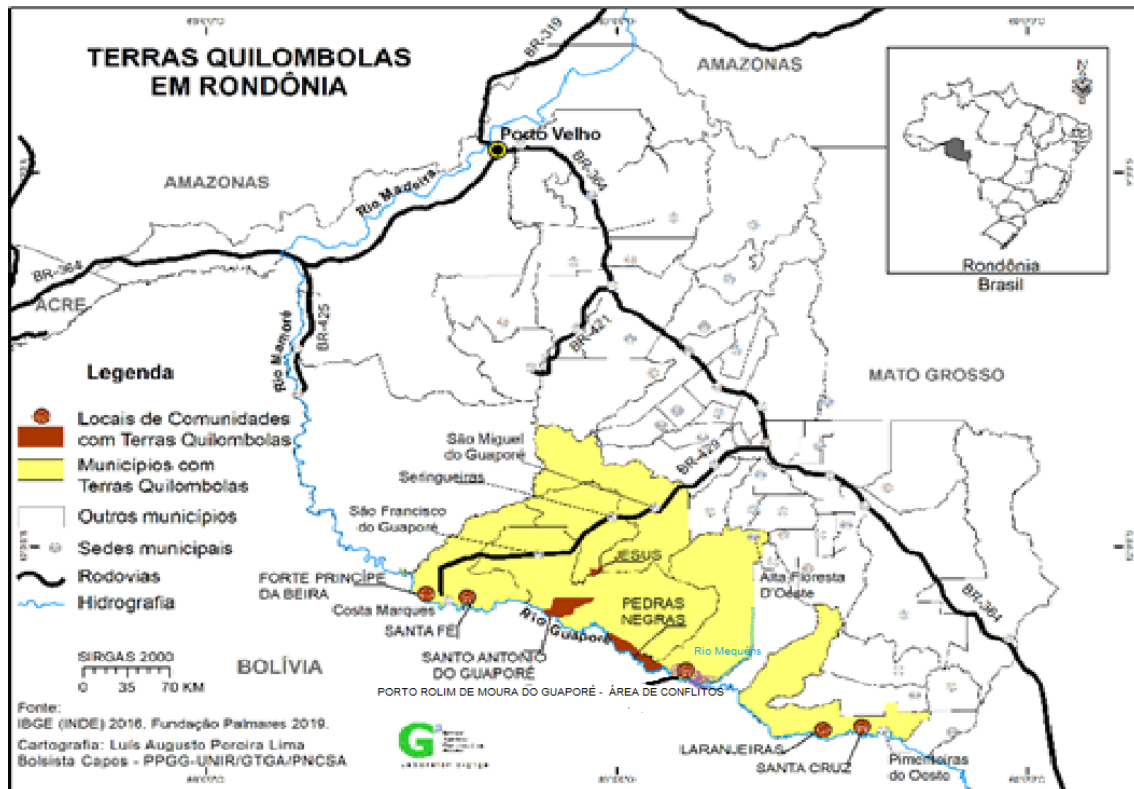 TERRAS QUILOMBOLAS
EM RONDÔNIA
BR-319
AMAZONAS
Porto Velho
BR-364
AMAZONAS
Rio Madeira
Rondônia
Brasil
BR-364
ACRE
BR-425
Rio Mamoré
BR-421
MATO GROSSO
Legenda
Locais de Comunidades
com Terras Quilombolas
Municípios com
Terras Quilombolas
Outros municípios
Sedes municipais
Rodovias
Hidrografia
São Miguel
do Guaporé
Seringueiras
São Francisco
do Guaporé
BR-429
JESUS
FORTE PRINCÍPE
DA BEIRA
Costa Marques
SANTA FÉ
PEDRAS
NEGRAS
Alta Floresta
D'Oeste
BR-364
Rio Guaporé
Rio Mequéns
SANTO ANTONIO
DO GUAPORÉ
BOLÍVIA
PORTO ROLIM DE MOURA DO GUAPORÉ - ÁREA DE CONFLITOS
LARANJEIRAS
SANTA CRUZ
Pimenteiras
do Oeste
SIRGAS 2000
0 35 70 KM
Fonte:
IBGE (INDE) 2016, Fundação Palmares 2019.
Cartografia: Luís Augusto Pereira Lima
Bolsista Capes - PPGG-UNIR/GTGA/PNCSA